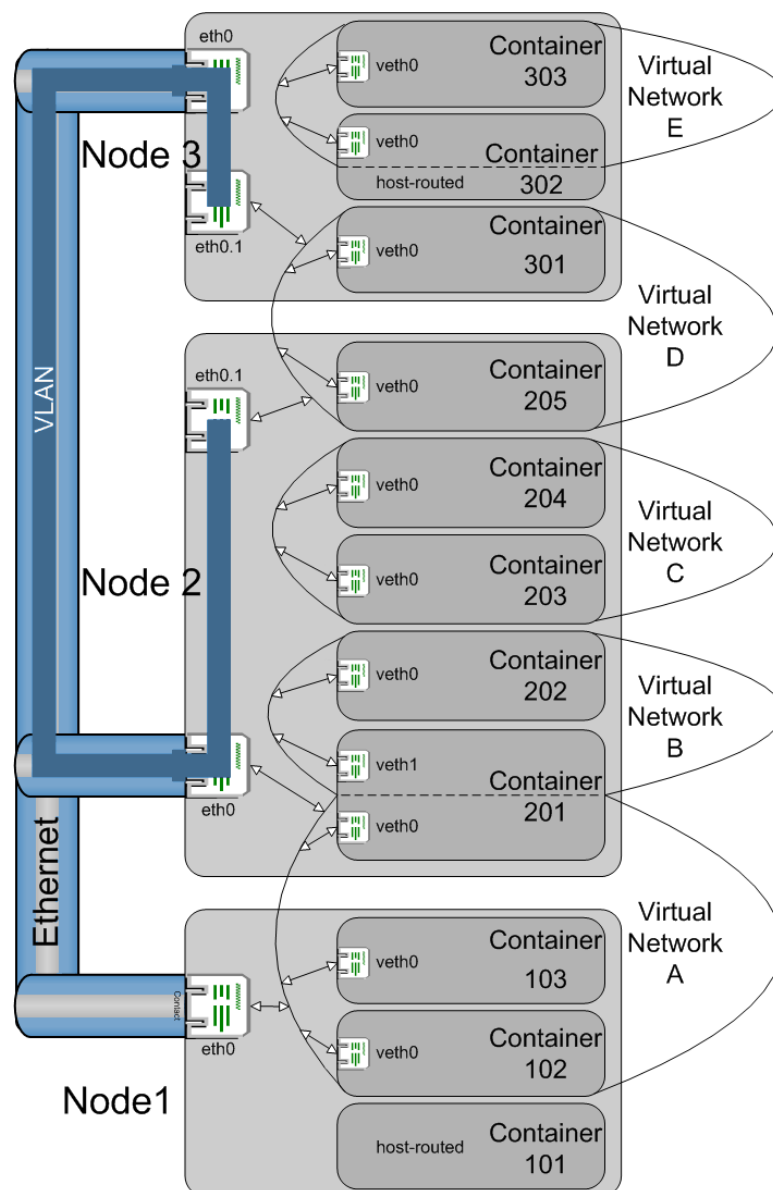 eth0
Node 3
eth0.1
veth0
Container
303
veth0
Container
302
host-routed
veth0
Container
301
Virtual
Network
E
Virtual
Network
D
VLAN
eth0.1
Node 2
eth0
veth0
Container
205
veth0
Container
204
veth0
Container
203
veth0
Container
202
veth1
Container
201
veth0
Virtual
Network
C
Virtual
Network
B
Ethernet
Contact
eth0
Node1
veth0
Container
103
veth0
Container
102
host-routed
Container
101
Virtual
Network
A